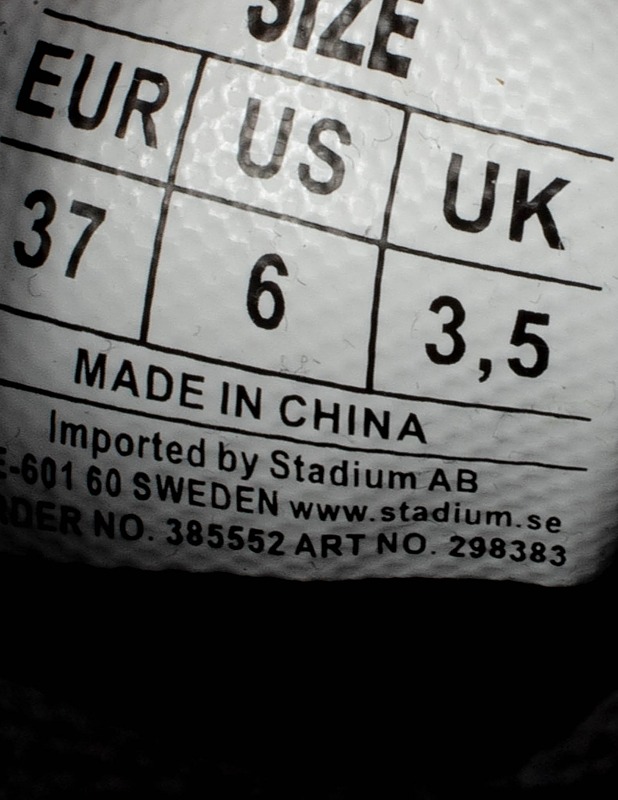 SIZE
EUR US UK
37 6 3,5
MADE IN CHINA
Imported by Stadium AB
-601 60 SWEDEN www.stadium.se
ORDER NO. 385552 ART NO. 298383